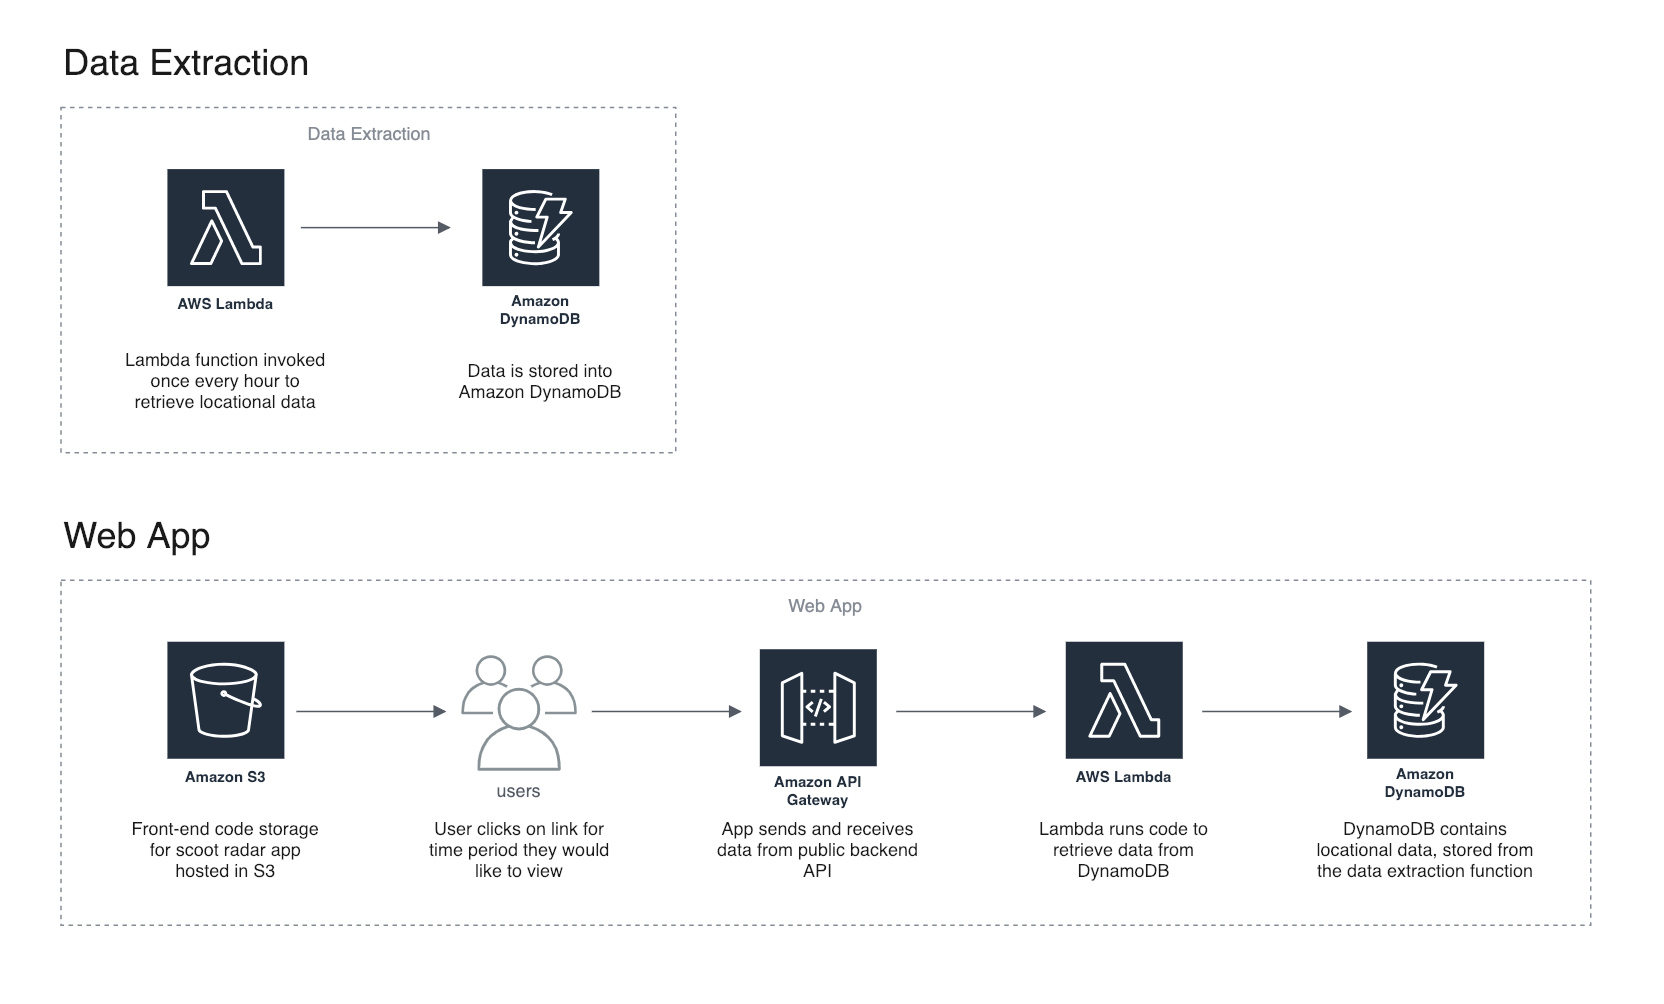 Data Extraction
Data Extraction
AWS Lambda
Amazon
DynamoDB
Lambda function invoked
once every hour to
retrieve locational data
Data is stored into
Amazon DynamoDB
Web App
Web App
Amazon S3
users
Amazon API
Gateway
AWS Lambda
Amazon
DynamoDB
Front-end code storage
for scoot radar app
hosted in S3
User clicks on link for
time period they would
like to view
App sends and receives
data from public backend
API
Lambda runs code to
retrieve data from
DynamoDB
DynamoDB contains
locational data, stored from
the data extraction function